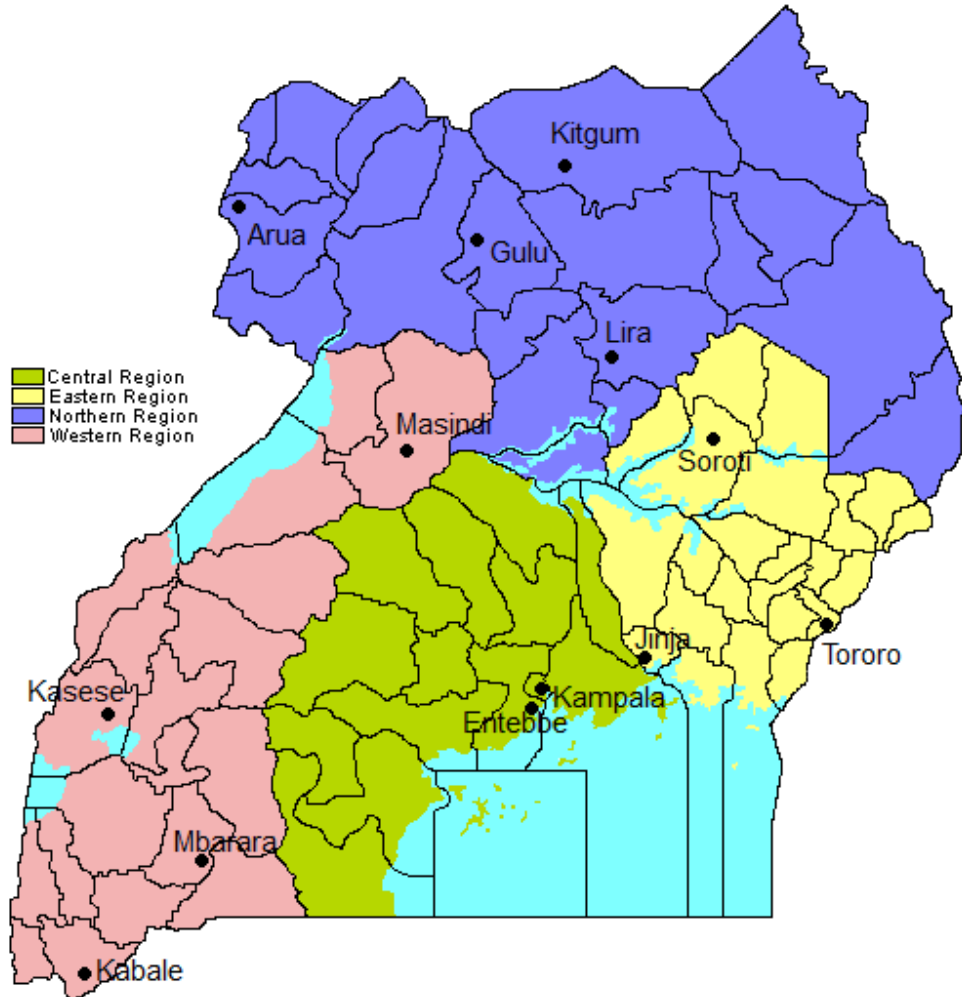 Kitgum
Arua
Gulu
Lira
Central Region
Eastern Region
Northern Region
Western Region
Masindi
Soroti
Jinja
Tororo
Kasese
Kampala
Entebbe
Mbarara
Kabale